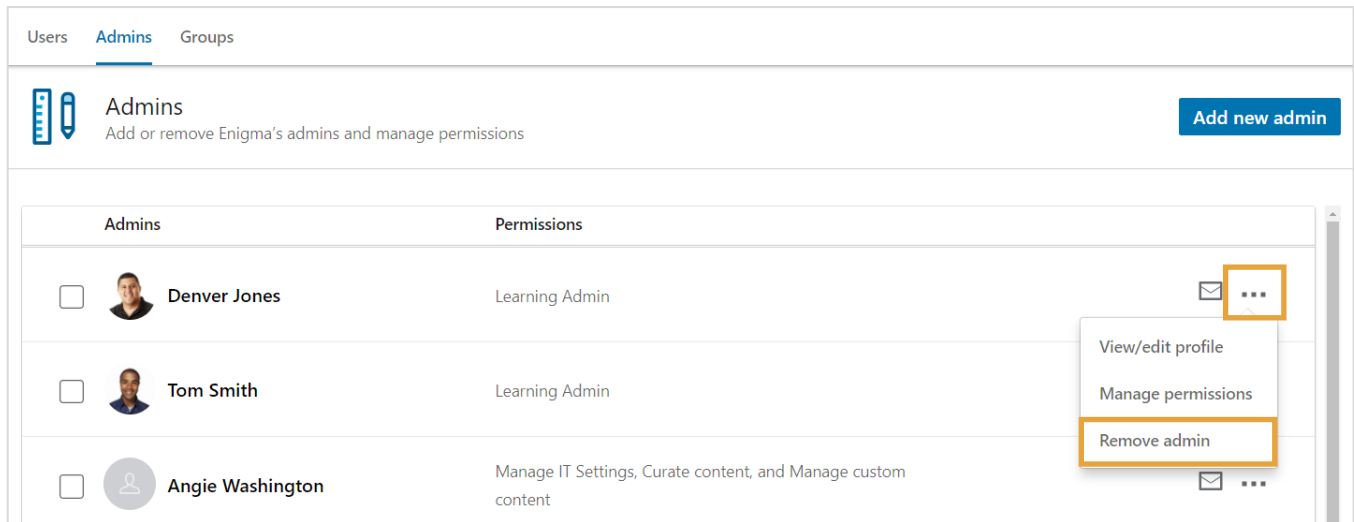 Users Admins Groups
Admins
Add or remove Enigma's admins and manage permissions
Add new admin
Admins Permissions
Denver Jones Learning Admin
View/edit profile
Tom Smith Learning Admin
Manage permissions
Remove admin
Angie Washington
Manage IT Settings, Curate content, and Manage custom
content